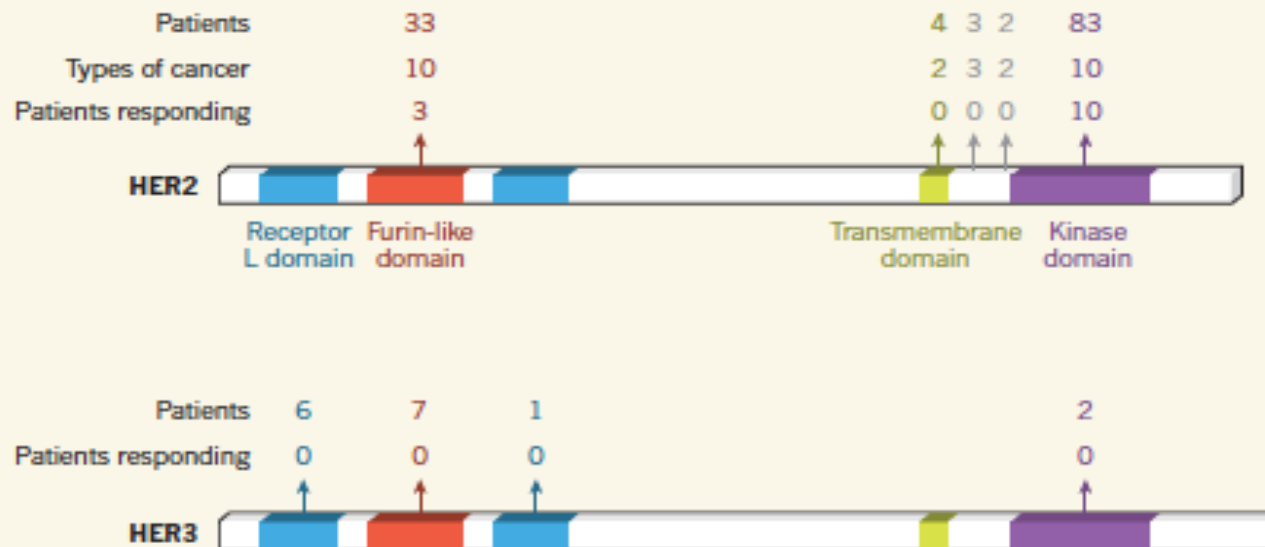 Patients 33 4 3 2 83
Types of cancer 10 2 3 2 10
Patients responding 3 0 0 0 10
HER2
Receptor Furin-like Transmembrane Kinase
L domain domain domain domain
Patients 6 7 1 2
Patients responding 0 0 0 0
HER3